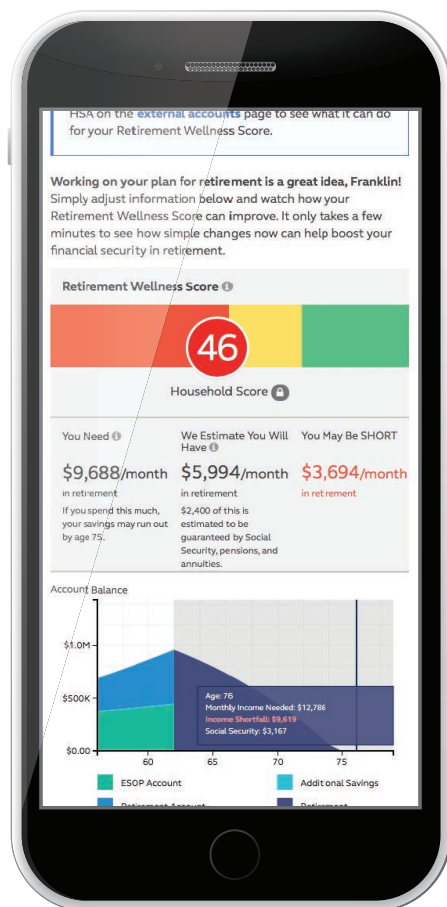 HSA on the external accounts page to see what it can do
for your Retirement Wellness Score.
Working on your plan for retirement is a great idea, Franklin!
Simply adjust information below and watch how your
Retirement Wellness Score can improve. It only takes a few
minutes to see how simple changes now can help boost your
financial security in retirement.
Retirement Wellness Score
46
Household Score
You Need
$9,688/month
in retirement
If you spend this much,
your savings may run out
by age 75.
We Estimate You Will
Have
$5,994/month
in retirement
$2,400 of this is
estimated to be
guaranteed by Social
Security, pensions, and
annuities.
You May Be SHORT
$3,694/month
in retirement
Account Balance
$1.0M
$500K
$0.00
Age: 76
Monthly Income Needed: $12,786
Income Shortfall: $9,619
Social Security: $3,167
60
65
70
75
ESOP Account
Additional Savings
Retirement Account
Retirement